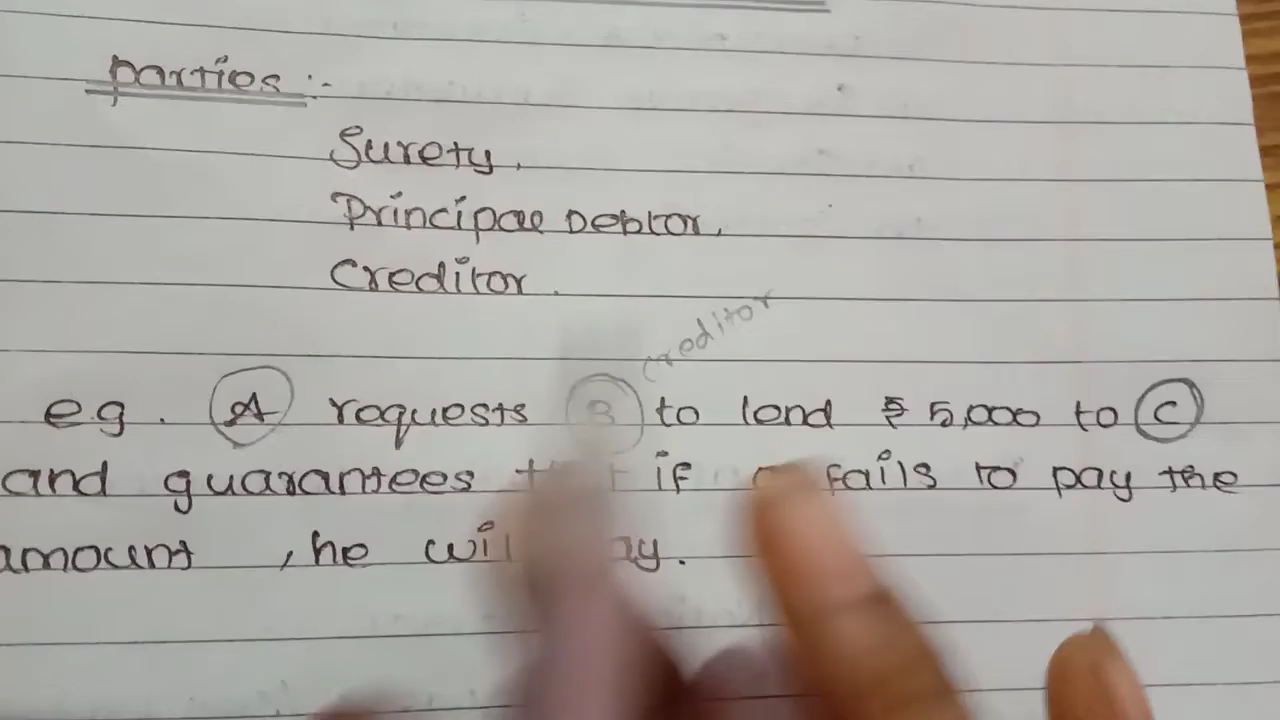 parties :-
Surety,
Principal Debtor,
Creditor.
creditor
e.g. A requests B to lend ₹ 5,000 to C
and guarantees if fails to pay the
amount, he